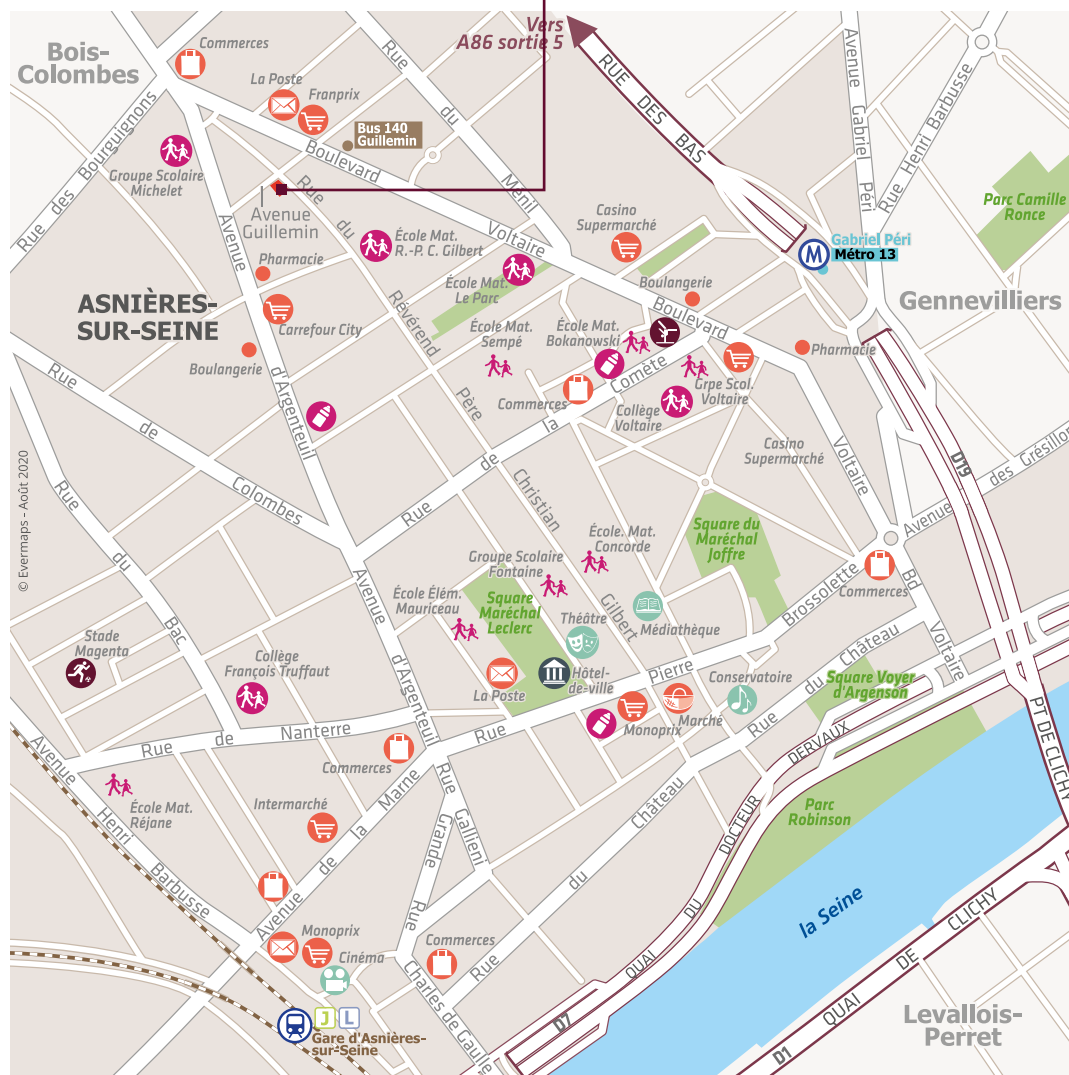 Vers
A86 sortie 5
Bois-
Colombes
Commerces
La Poste
Franprix
Bus 140
Guillemin
Rue du Ménil
RUE DES BAS
Avenue Gabriel Péri
Rue Henri Barbusse
Rue des Bourguignons
Groupe Scolaire
Michelet
Boulevard Voltaire
Parc Camille
Ronce
Avenue
Guillemin
École Mat.
R.-P. C. Gilbert
Casino
Supermarché
Gabriel Péri
M
Métro 13
Pharmacie
École Mat.
Le Parc
Boulangerie
Gennevilliers
ASNIÈRES-
SUR-SEINE
Carrefour City
Boulangerie
École Mat.
Sempé
École Mat.
Bokanowski
Boulevard Voltaire
Pharmacie
Commerces
Grpe Scol.
Voltaire
Collège
Voltaire
Casino
Supermarché
Avenue d'Argenteuil
Rue du Révérend Père Christian Gilbert
Rue de la Comète
Rue de Colombes
Rue du Bac
D19
Avenue des Grésillon
© Evermaps - Août 2020
Square du
Maréchal
Joffre
École. Mat.
Concorde
Groupe Scolaire
Fontaine
École Élém.
Mauriceau
Square
Maréchal
Leclerc
Théâtre
Médiathèque
Commerces
Bd Voltaire
Stade
Magenta
Collège
François Truffaut
La Poste
Hôtel-
de-ville
Conservatoire
Square Voyer
d'Argenson
Monoprix
Marché
Rue Pierre Brossolette
Rue du Château
Avenue d'Argenteuil
Rue de Nanterre
Commerces
PT DE CLICHY
École Mat.
Réjane
Intermarché
Avenue Henri Barbusse
Avenue de la Marne
Rue Gallieni
Grande Rue
Rue du Château
QUAI DU DOCTEUR DERVAUX
Parc
Robinson
la Seine
Monoprix
Cinéma
Commerces
Charles de Gaulle
J L
Gare d'Asnières-
sur-Seine
D7
D1
QUAI DE CLICHY
Levallois-
Perret